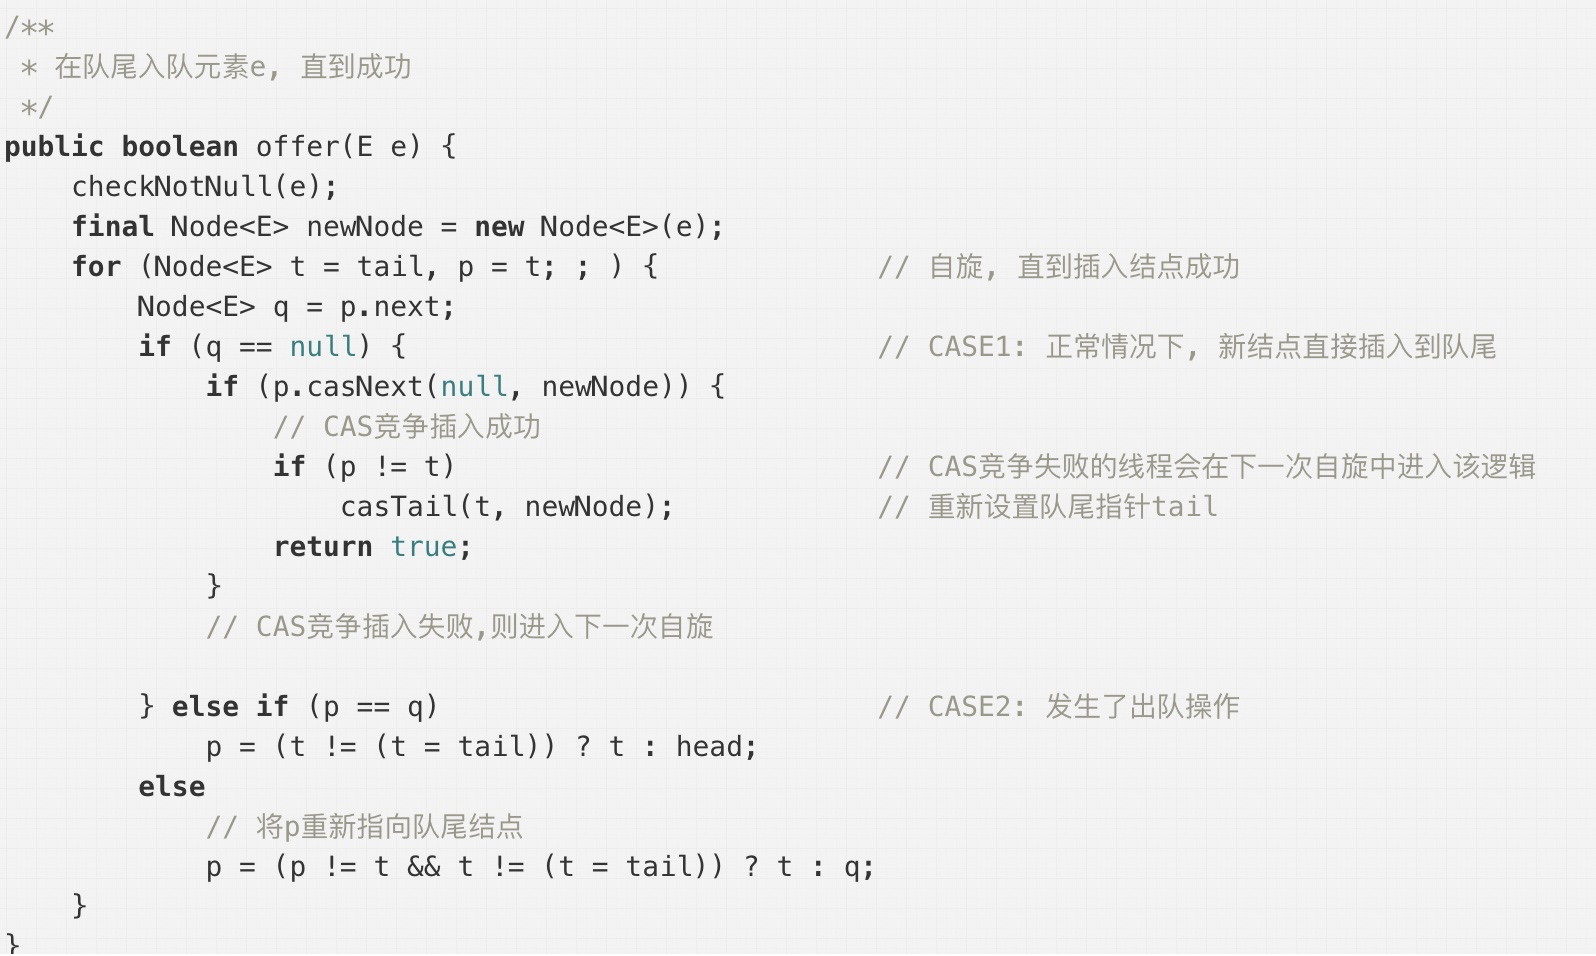 /**
 * 在队尾入队元素e, 直到成功
 */
public boolean offer(E e) {
    checkNotNull(e);
    final Node<E> newNode = new Node<E>(e);
    for (Node<E> t = tail, p = t; ; ) {             // 自旋, 直到插入结点成功
        Node<E> q = p.next;
        if (q == null) {                            // CASE1: 正常情况下, 新结点直接插入到队尾
            if (p.casNext(null, newNode)) {
                // CAS竞争插入成功
                if (p != t)                         // CAS竞争失败的线程会在下一次自旋中进入该逻辑
                    casTail(t, newNode);            // 重新设置队尾指针tail
                return true;
            }
            // CAS竞争插入失败,则进入下一次自旋
        } else if (p == q)                          // CASE2: 发生了出队操作
            p = (t != (t = tail)) ? t : head;
        else
            // 将p重新指向队尾结点
            p = (p != t && t != (t = tail)) ? t : q;
    }
}